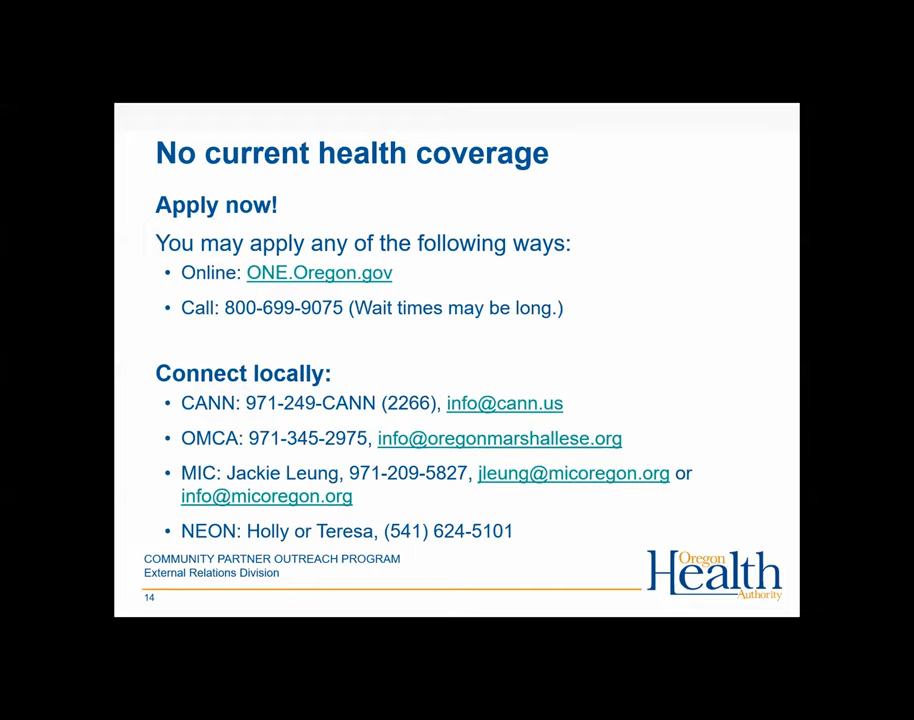 No current health coverage
Apply now!
You may apply any of the following ways:
• Online: ONE.Oregon.gov
• Call: 800-699-9075 (Wait times may be long.)
Connect locally:
• CANN: 971-249-CANN (2266), info@cann.us
• OMCA: 971-345-2975, info@oregonmarshallese.org
• MIC: Jackie Leung, 971-209-5827, jleung@micoregon.org or
info@micoregon.org
• NEON: Holly or Teresa, (541) 624-5101
COMMUNITY PARTNER OUTREACH PROGRAM
External Relations Division
14
Oregon
Health
Authority